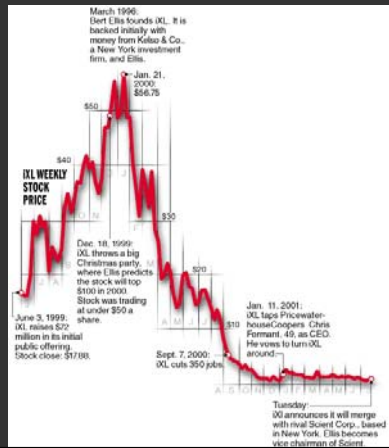 March 1996:
Bert Ellis founds iXL. It is
backed initially with
money from Kelso & Co.,
a New York investment
firm, and Ellis.
Jan. 21,
2000:
$56.75
$50
$40
iXL WEEKLY
STOCK
PRICE
$30
Dec. 18, 1999:
iXL throws a big
Christmas party,
where Ellis predicts
the stock will top
$100 in 2000.
Stock was trading
at under $50 a
share.
$20
June 3, 1999:
iXL raises $72
million in its initial
public offering.
Stock close: $17.88.
$10
Sept. 7, 2000:
iXL cuts 350 jobs.
Jan. 11, 2001:
iXL taps Pricewater-
houseCoopers Chris
Formant, 49, as CEO.
He vows to turn iXL
around.
J A
O N
J
A M J J
A S O N D J F M A M J
Tuesday:
iXl announces it will merge
with rival Scient Corp., based
in New York. Ellis becomes
vice chairman of Scient.